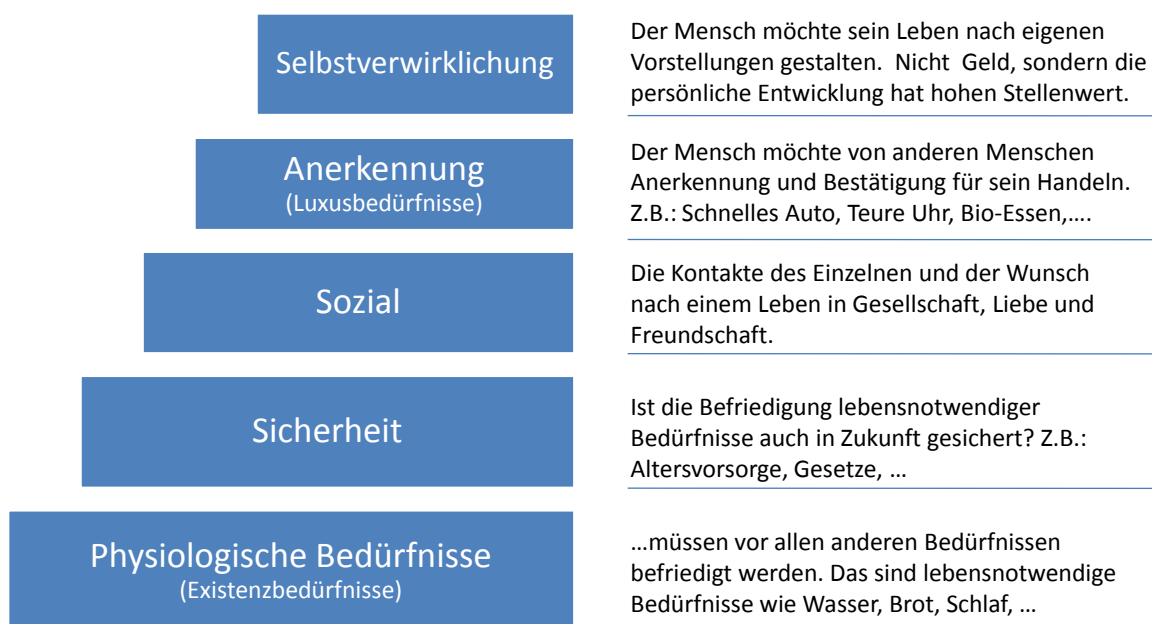 Selbstverwirklichung
Der Mensch möchte sein Leben nach eigenen
Vorstellungen gestalten.  Nicht  Geld, sondern die
persönliche Entwicklung hat hohen Stellenwert.
Anerkennung
(Luxusbedürfnisse)
Der Mensch möchte von anderen Menschen
Anerkennung und Bestätigung für sein Handeln.
Z.B.: Schnelles Auto, Teure Uhr, Bio-Essen,….
Sozial
Die Kontakte des Einzelnen und der Wunsch
nach einem Leben in Gesellschaft, Liebe und
Freundschaft.
Sicherheit
Ist die Befriedigung lebensnotwendiger
Bedürfnisse auch in Zukunft gesichert? Z.B.:
Altersvorsorge, Gesetze, …
Physiologische Bedürfnisse
(Existenzbedürfnisse)
…müssen vor allen anderen Bedürfnissen
befriedigt werden. Das sind lebensnotwendige
Bedürfnisse wie Wasser, Brot, Schlaf, …